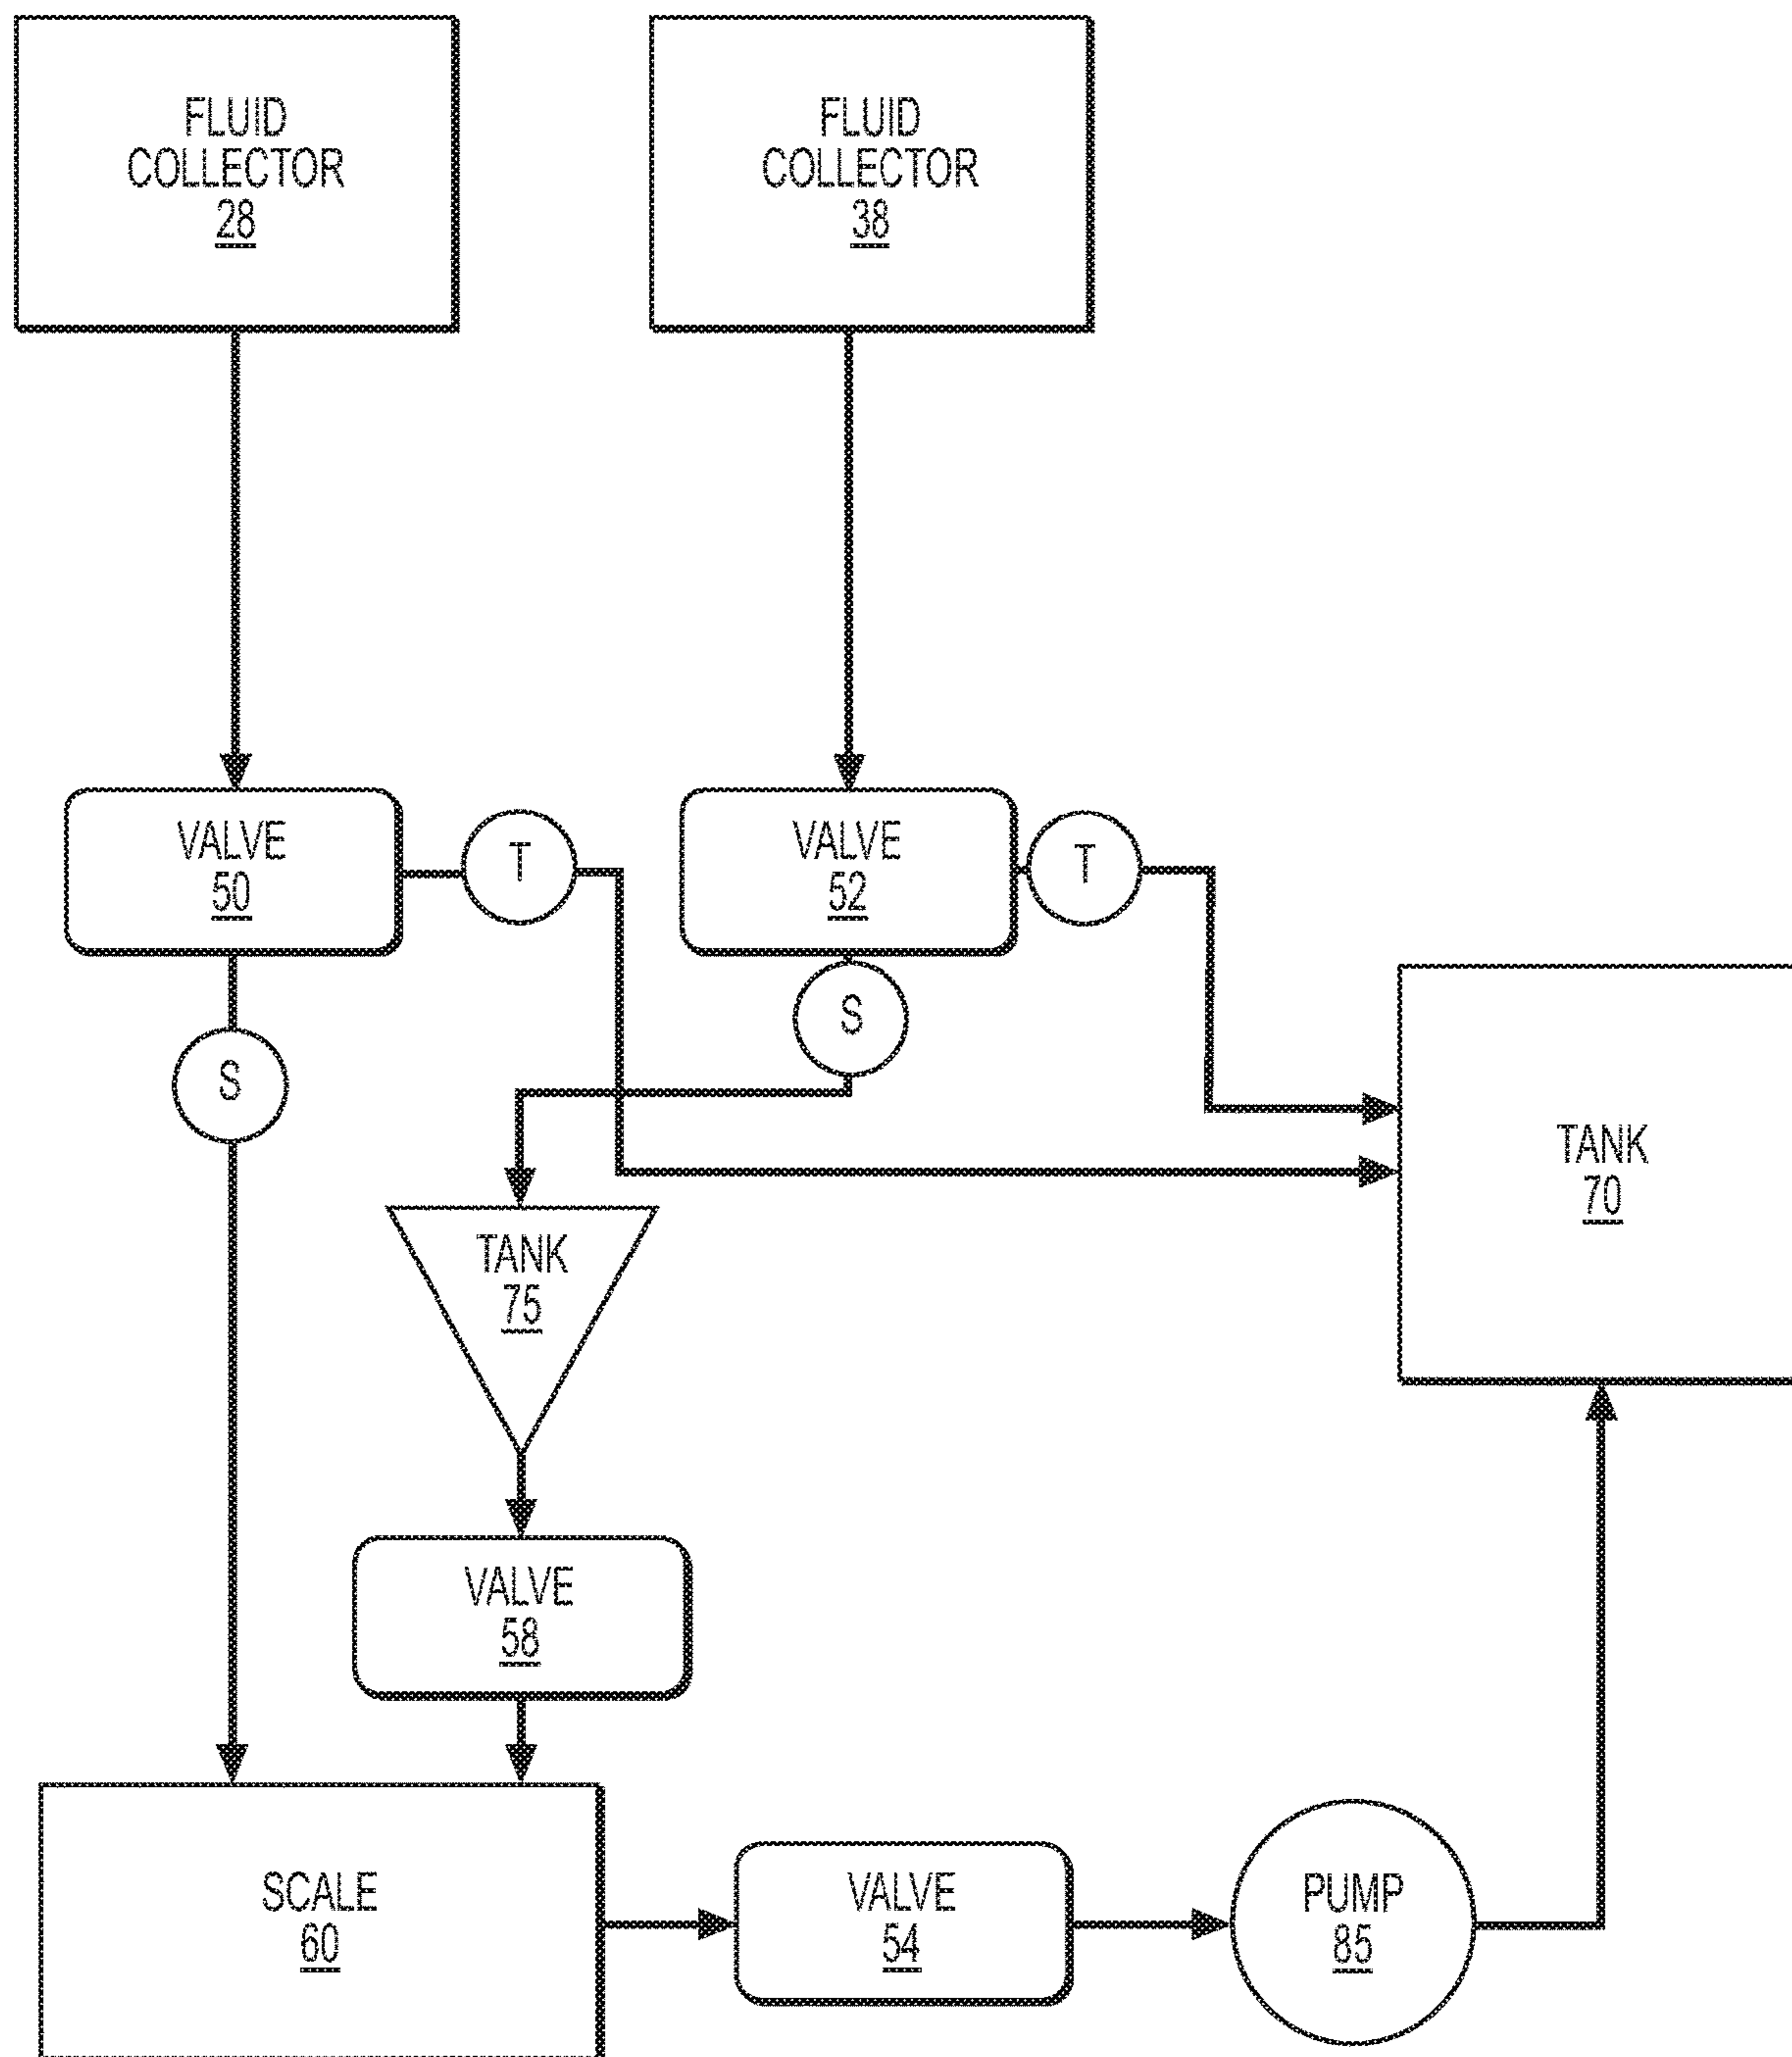 FLUID
COLLECTOR
28
FLUID
COLLECTOR
38
VALVE
50
T
VALVE
52
T
S
S
TANK
70
TANK
75
VALVE
58
SCALE
60
VALVE
54
PUMP
85